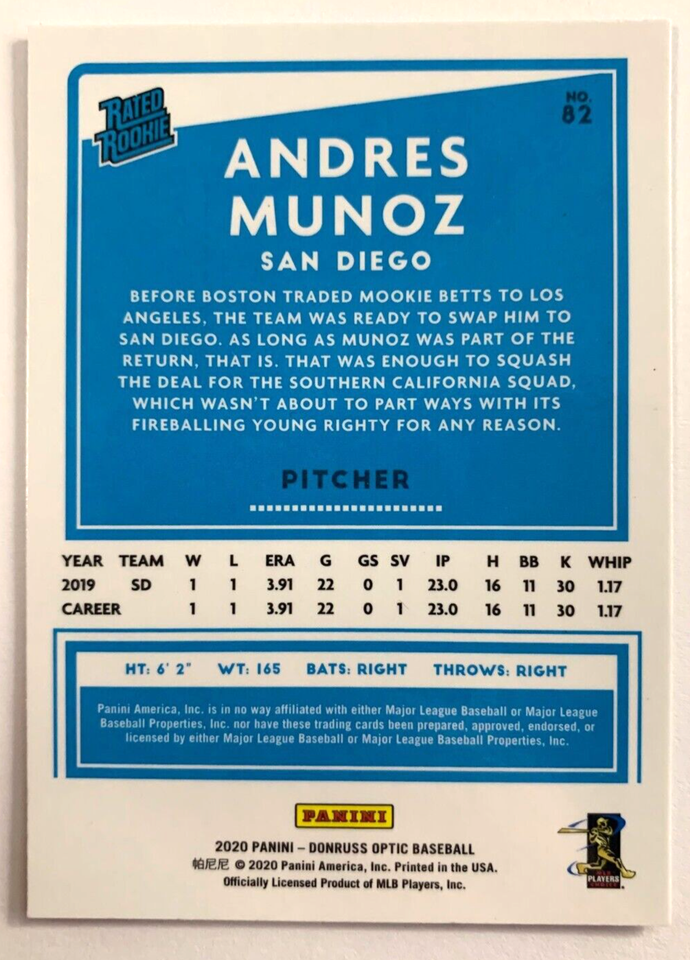 RATED
ROOKIE
NO.
82
ANDRES
MUNOZ
SAN DIEGO
BEFORE BOSTON TRADED MOOKIE BETTS TO LOS
ANGELES, THE TEAM WAS READY TO SWAP HIM TO
SAN DIEGO. AS LONG AS MUNOZ WAS PART OF THE
RETURN, THAT IS. THAT WAS ENOUGH TO SQUASH
THE DEAL FOR THE SOUTHERN CALIFORNIA SQUAD,
WHICH WASN'T ABOUT TO PART WAYS WITH ITS
FIREBALLING YOUNG RIGHTY FOR ANY REASON.
PITCHER
YEAR TEAM W L ERA G GS SV IP H BB K WHIP
2019 SD 1 1 3.91 22 0 1 23.0 16 11 30 1.17
CAREER 1 1 3.91 22 0 1 23.0 16 11 30 1.17
HT: 6' 2" WT: 165 BATS: RIGHT THROWS: RIGHT
Panini America, Inc. is in no way affiliated with either Major League Baseball or Major League
Baseball Properties, Inc. nor have these trading cards been prepared, approved, endorsed, or
licensed by either Major League Baseball or Major League Baseball Properties, Inc.
PANINI
2020 PANINI – DONRUSS OPTIC BASEBALL
帕尼尼 © 2020 Panini America, Inc. Printed in the USA.
Officially Licensed Product of MLB Players, Inc.
MLB
PLAYERS
CHOICE